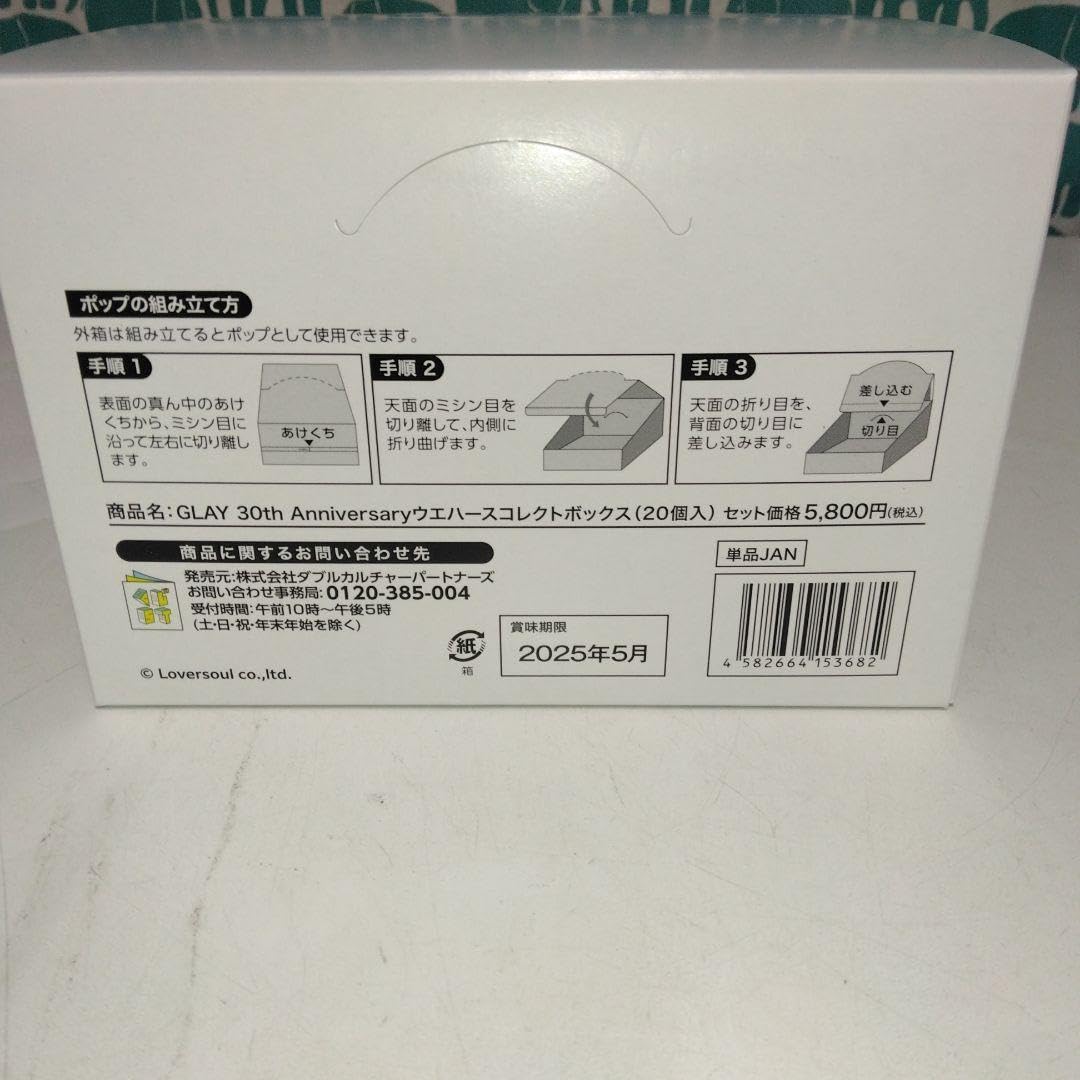 ポップの組み立て方
外箱は組み立てるとポップとして使用できます。
手順 1
表面の真ん中のあけ
くちから、ミシン目に
沿って左右に切り離し
ます。
あけくち
手順 2
天面のミシン目を
切り離して、内側に
折り曲げます。
手順 3
天面の折り目を、
背面の切り目に
差し込みます。
差し込む
切り目
商品名：GLAY 30th Anniversaryウエハースコレクトボックス（20個入） セット価格5,800円(税込)
商品に関するお問い合わせ先
発売元:株式会社ダブルカルチャーパートナーズ
お問い合わせ事務局:0120-385-004
受付時間:午前10時〜午後5時
(土・日・祝・年末年始を除く)
© Loversoul co.,ltd.
紙
箱
賞味期限
2025年5月
単品JAN
4 582664 153682